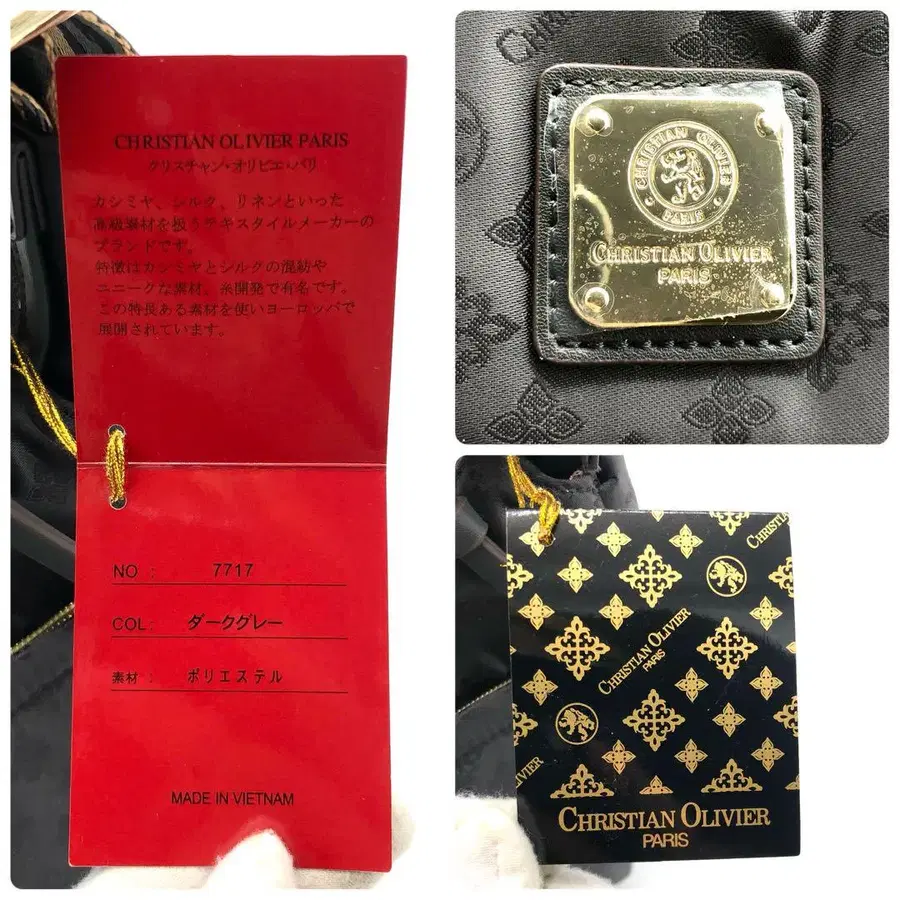 CHRISTIAN OLIVIER PARIS
クリスチャン・オリビエ・パリ
カシミヤ、シルク、リネンといった
高級素材を扱うテキスタイルメーカーの
ブランドです。
特徴はカシミヤとシルクの混紡や
ユニークな素材、糸開発で有名です。
この特長ある素材を使いヨーロッパで
展開されています。
NO : 7717
COL: ダークグレー
素材 : ポリエステル
MADE IN VIETNAM
CHRISTIAN OLIVIER
PARIS
CHRISTIAN OLIVIER
PARIS
CHRISTIAN OLIVIER
PARIS
CHRISTIAN OLIVIER
PARIS